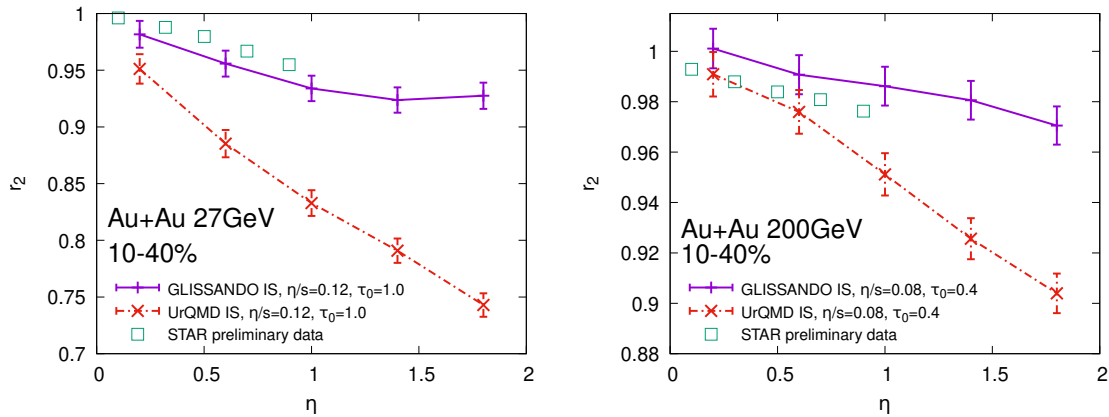 1
0.95
0.9
0.85
0.8
0.75
0.7
r₂
Au+Au 27GeV
10-40%
GLISSANDO IS, η/s=0.12, τ₀=1.0
UrQMD IS, η/s=0.12, τ₀=1.0
STAR preliminary data
0 0.5 1 1.5 2
η
1
0.98
0.96
0.94
0.92
0.9
0.88
r₂
Au+Au 200GeV
10-40%
GLISSANDO IS, η/s=0.08, τ₀=0.4
UrQMD IS, η/s=0.08, τ₀=0.4
STAR preliminary data
0 0.5 1 1.5 2
η